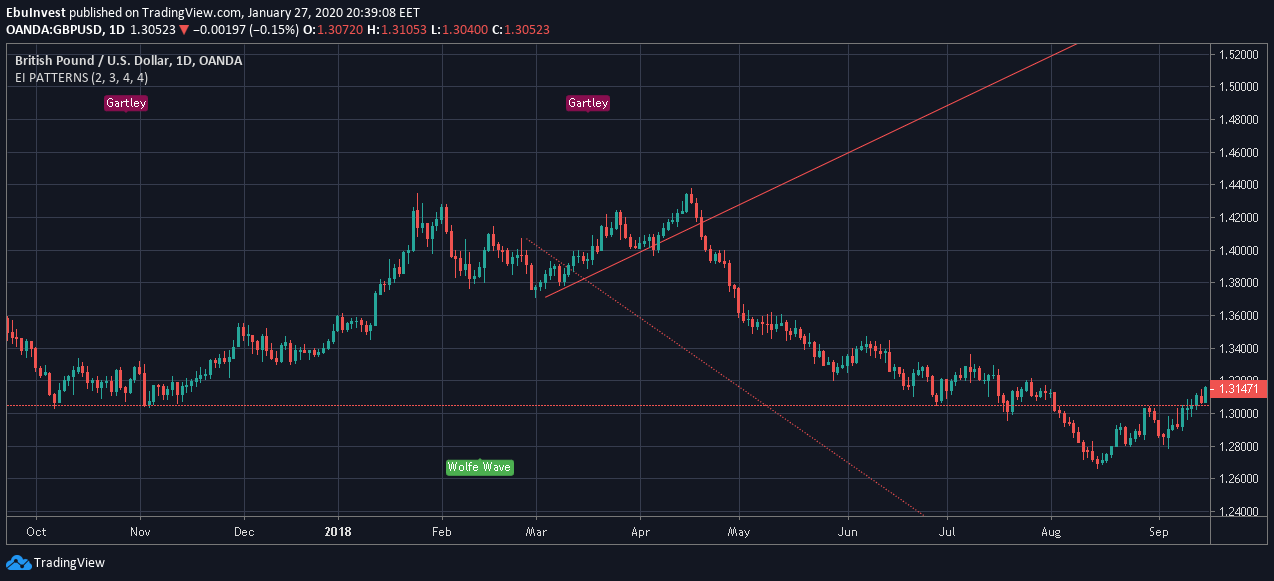 EbuInvest published on TradingView.com, January 27, 2020 20:39:08 EET
OANDA:GBPUSD, 1D 1.30523 ▼ −0.00197 (−0.15%) O:1.30720 H:1.31053 L:1.30400 C:1.30523
British Pound / U.S. Dollar, 1D, OANDA
EI PATTERNS (2, 3, 4, 4)
Gartley
Gartley
Wolfe Wave
1.52000
1.50000
1.48000
1.46000
1.44000
1.42000
1.40000
1.38000
1.36000
1.34000
1.32000
1.31471
1.30000
1.28000
1.26000
1.24000
Oct Nov Dec 2018 Feb Mar Apr May Jun Jul Aug Sep
TradingView